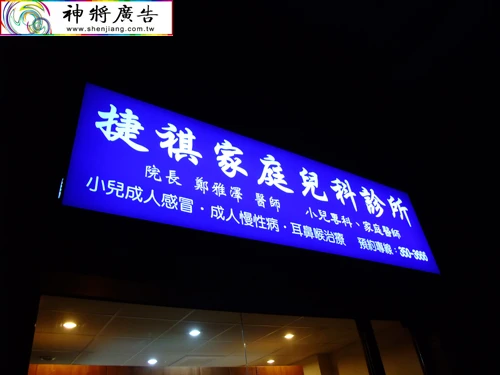 神將廣告
www.shenjiang.com.tw
捷祺家庭兒科診所
院長 鄭雅澤 醫師 小兒專科、家庭醫師
小兒成人感冒·成人慢性病·耳鼻喉治療 預約專線:350-3666